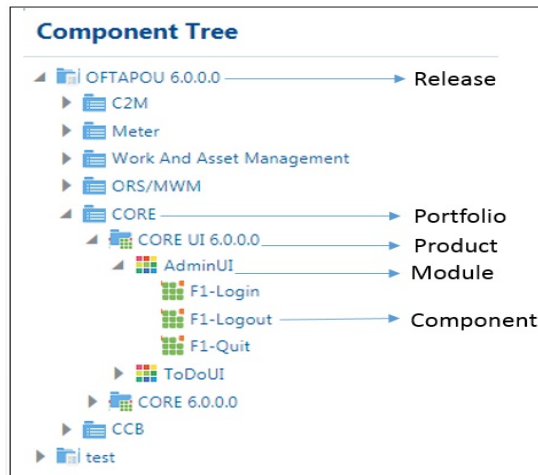 Component Tree
OFTAPOU 6.0.0.0 Release
C2M
Meter
Work And Asset Management
ORS/MWM
CORE Portfolio
CORE UI 6.0.0.0 Product
AdminUI Module
F1-Login
F1-Logout Component
F1-Quit
ToDoUI
CORE 6.0.0.0
CCB
test